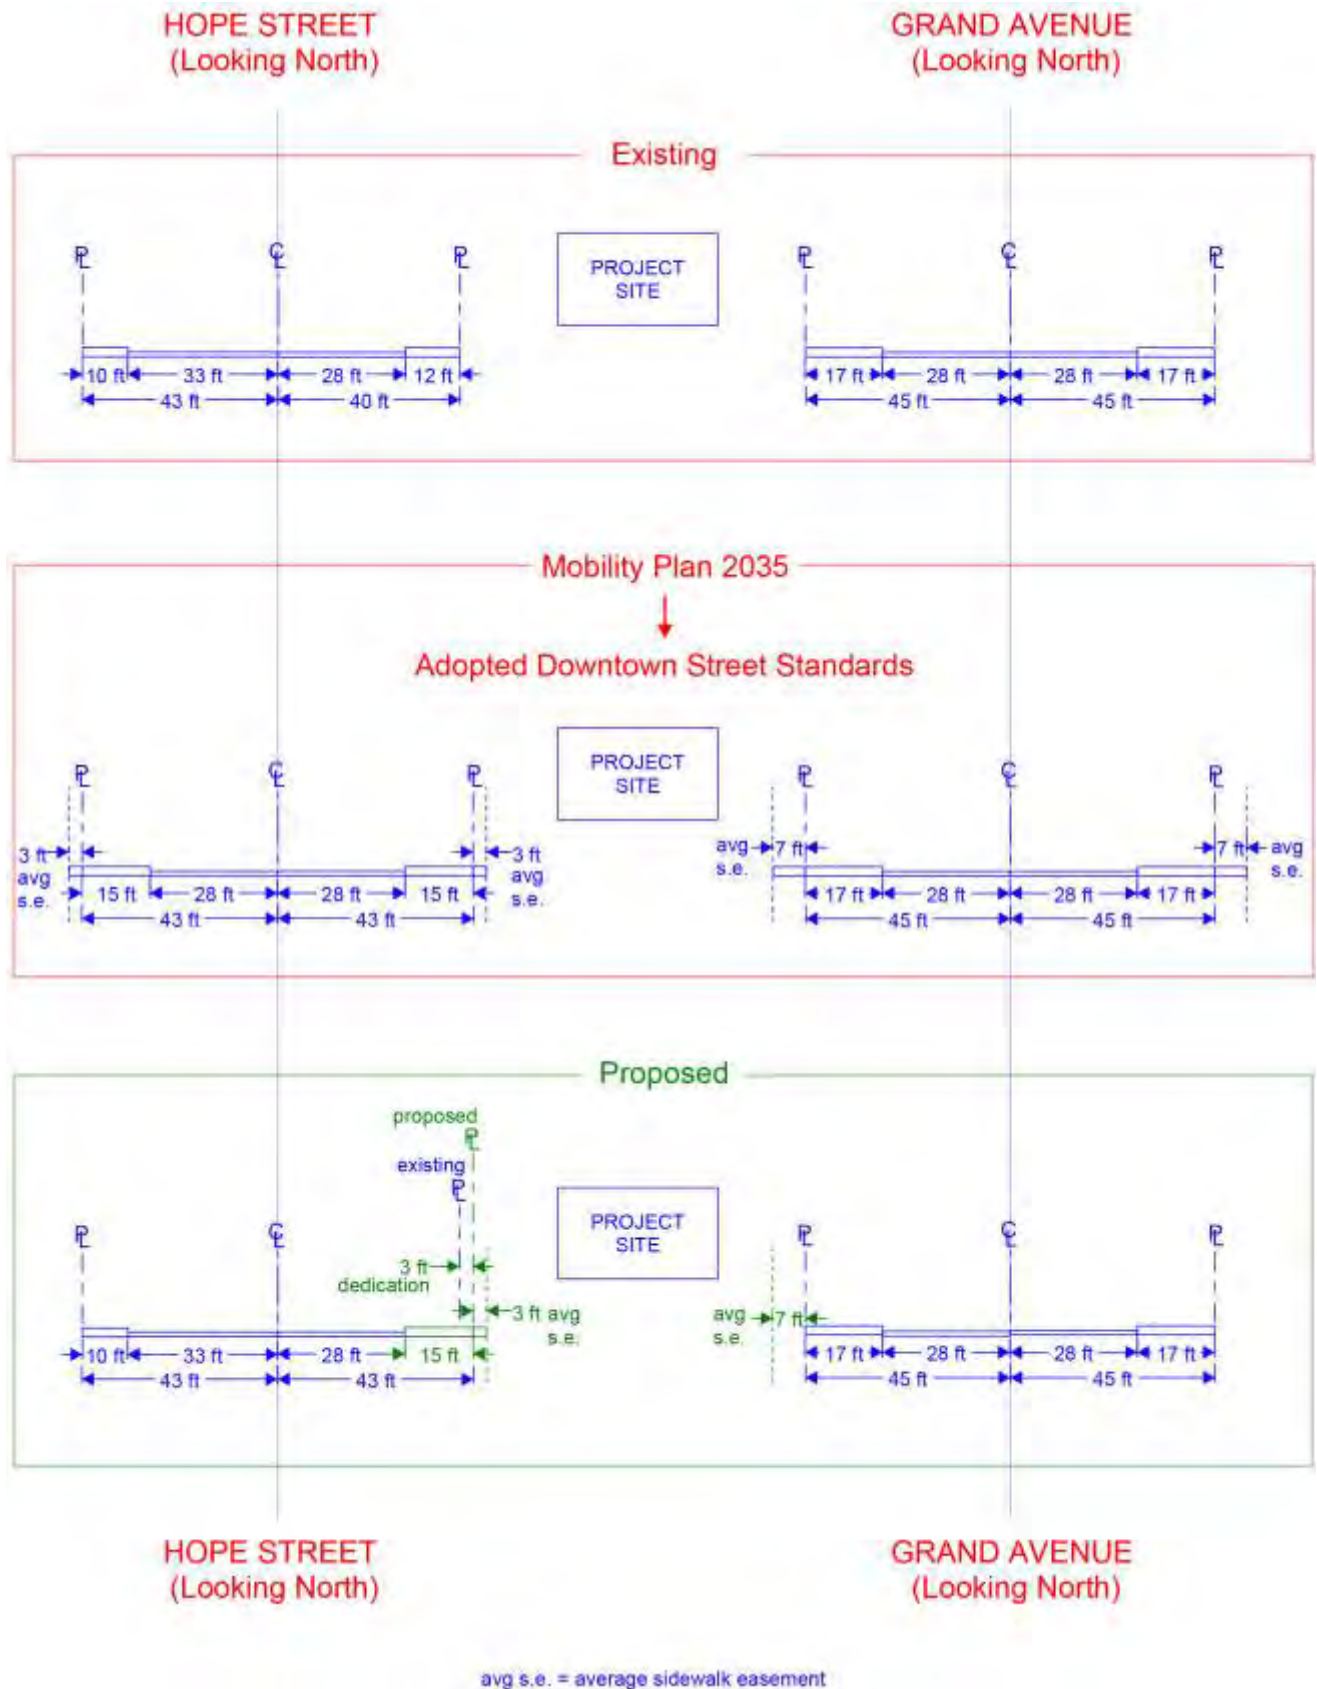 HOPE STREET
(Looking North)
GRAND AVENUE
(Looking North)
Existing
PL
CL
PL
PROJECT
SITE
PL
CL
PL
10 ft
33 ft
28 ft
12 ft
17 ft
28 ft
28 ft
17 ft
43 ft
40 ft
45 ft
45 ft
Mobility Plan 2035
Adopted Downtown Street Standards
PL
CL
PL
PROJECT
SITE
PL
CL
PL
3 ft
avg
s.e.
3 ft
avg
s.e.
avg
s.e.
7 ft
7 ft
avg
s.e.
15 ft
28 ft
28 ft
15 ft
17 ft
28 ft
28 ft
17 ft
43 ft
43 ft
45 ft
45 ft
Proposed
proposed
PL
existing
PL
PL
CL
PROJECT
SITE
PL
CL
PL
3 ft
dedication
3 ft avg
s.e.
avg
s.e.
7 ft
10 ft
33 ft
28 ft
15 ft
17 ft
28 ft
28 ft
17 ft
43 ft
43 ft
45 ft
45 ft
HOPE STREET
(Looking North)
GRAND AVENUE
(Looking North)
avg s.e. = average sidewalk easement